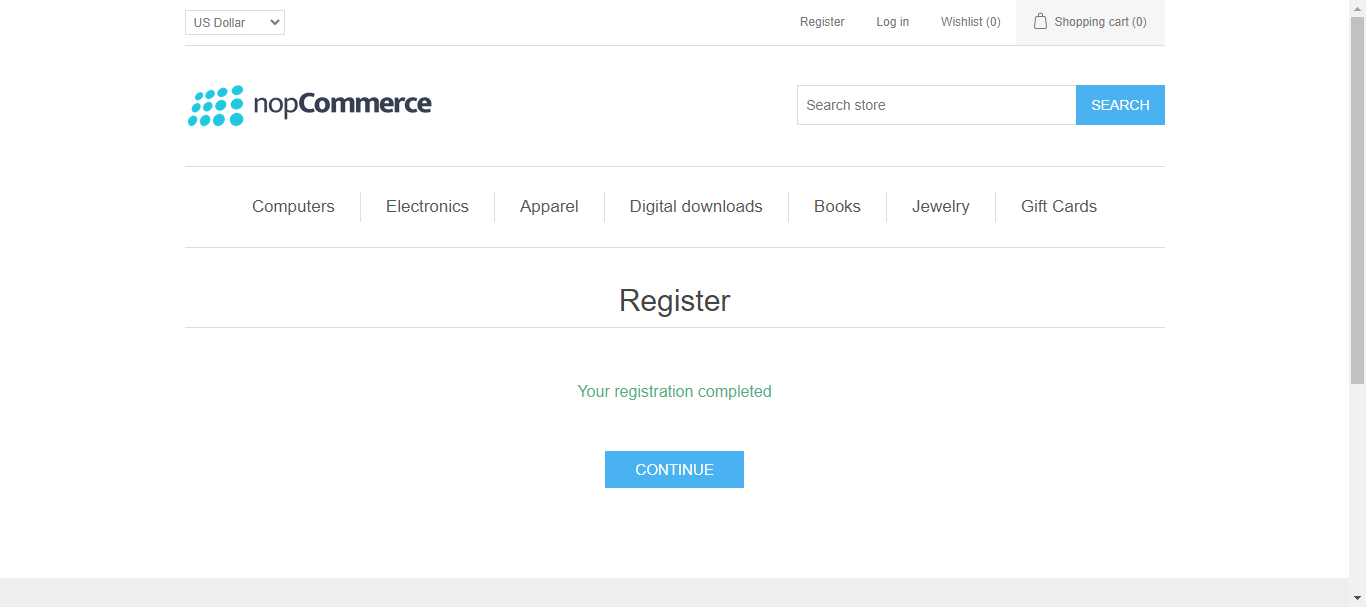 US Dollar Register Log in Wishlist (0) Shopping cart (0)
nopCommerce Search store SEARCH
Computers Electronics Apparel Digital downloads Books Jewelry Gift Cards
Register
Your registration completed
CONTINUE